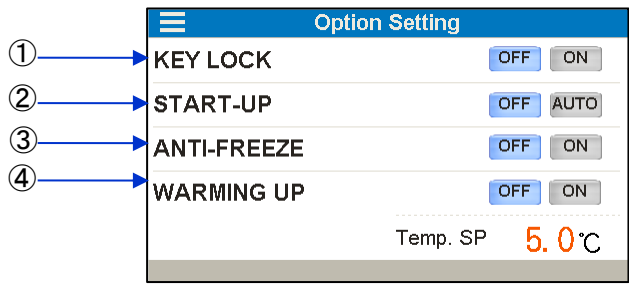 Option Setting
① KEY LOCK OFF ON
② START-UP OFF AUTO
③ ANTI-FREEZE OFF ON
④ WARMING UP OFF ON
Temp. SP 5.0℃